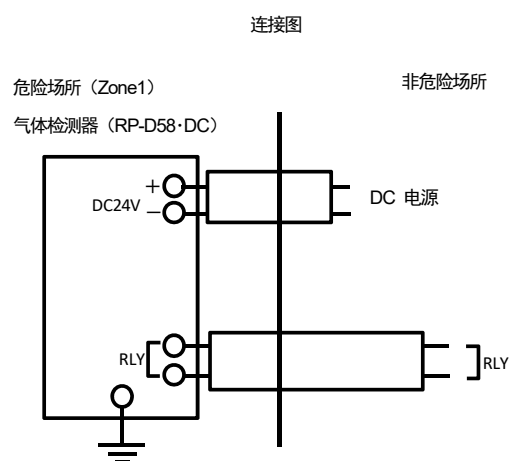 连接图
危险场所（Zone1）
非危险场所
气体检测器（RP-D58·DC）
+
DC24V
−
DC 电源
RLY
RLY